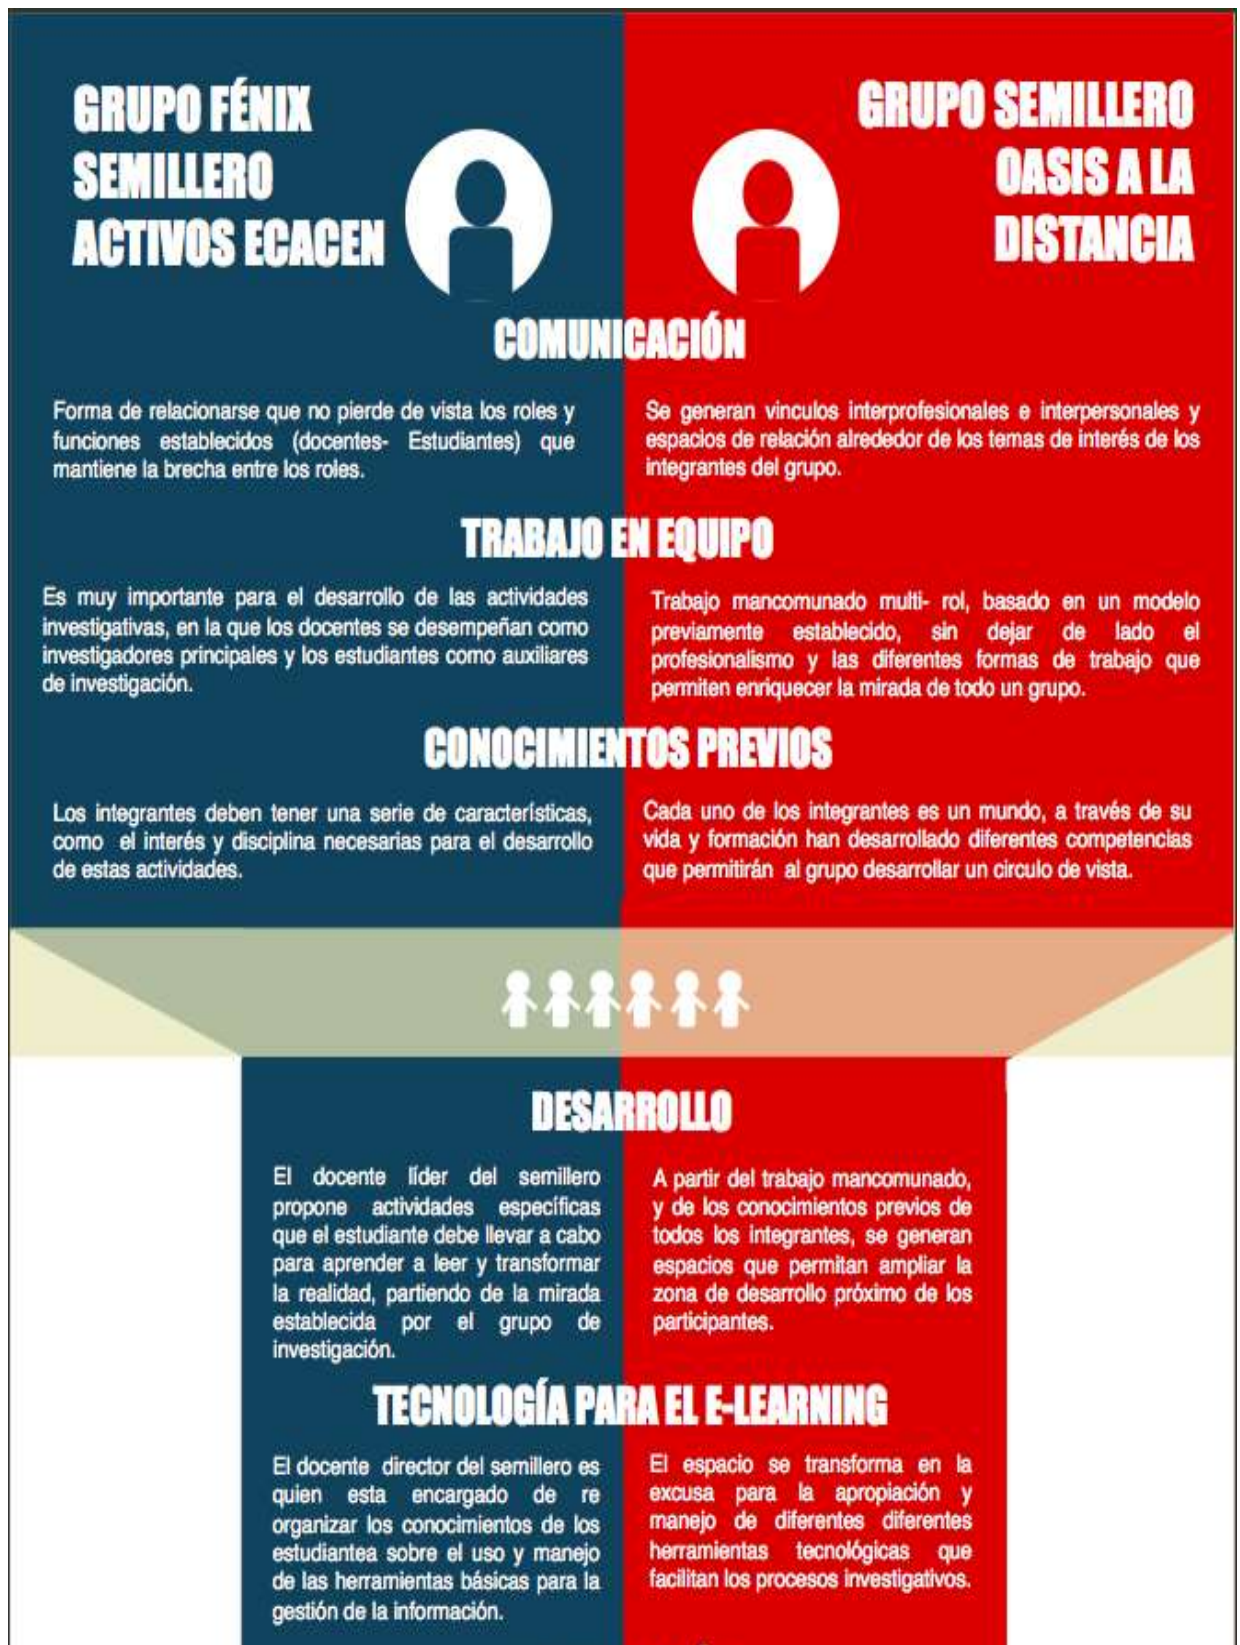 GRUPO FÉNIX
SEMILLERO
ACTIVOS ECACEN
GRUPO SEMILLERO
OASIS A LA
DISTANCIA
COMUNICACIÓN
Forma de relacionarse que no pierde de vista los roles y
funciones establecidos (docentes- Estudiantes) que
mantiene la brecha entre los roles.
Se generan vinculos interprofesionales e interpersonales y
espacios de relación alrededor de los temas de interés de los
integrantes del grupo.
TRABAJO EN EQUIPO
Es muy importante para el desarrollo de las actividades
investigativas, en la que los docentes se desempeñan como
investigadores principales y los estudiantes como auxiliares
de investigación.
Trabajo mancomunado multi- rol, basado en un modelo
previamente establecido, sin dejar de lado el
profesionalismo y las diferentes formas de trabajo que
permiten enriquecer la mirada de todo un grupo.
CONOCIMIENTOS PREVIOS
Los integrantes deben tener una serie de características,
como el interés y disciplina necesarias para el desarrollo
de estas actividades.
Cada uno de los integrantes es un mundo, a través de su
vida y formación han desarrollado diferentes competencias
que permitirán al grupo desarrollar un circulo de vista.
DESARROLLO
El docente líder del semillero
propone actividades específicas
que el estudiante debe llevar a cabo
para aprender a leer y transformar
la realidad, partiendo de la mirada
establecida por el grupo de
investigación.
A partir del trabajo mancomunado,
y de los conocimientos previos de
todos los integrantes, se generan
espacios que permitan ampliar la
zona de desarrollo próximo de los
participantes.
TECNOLOGÍA PARA EL E-LEARNING
El docente director del semillero es
quien esta encargado de re
organizar los conocimientos de los
estudiantea sobre el uso y manejo
de las herramientas básicas para la
gestión de la información.
El espacio se transforma en la
excusa para la apropiación y
manejo de diferentes diferentes
herramientas tecnológicas que
facilitan los procesos investigativos.